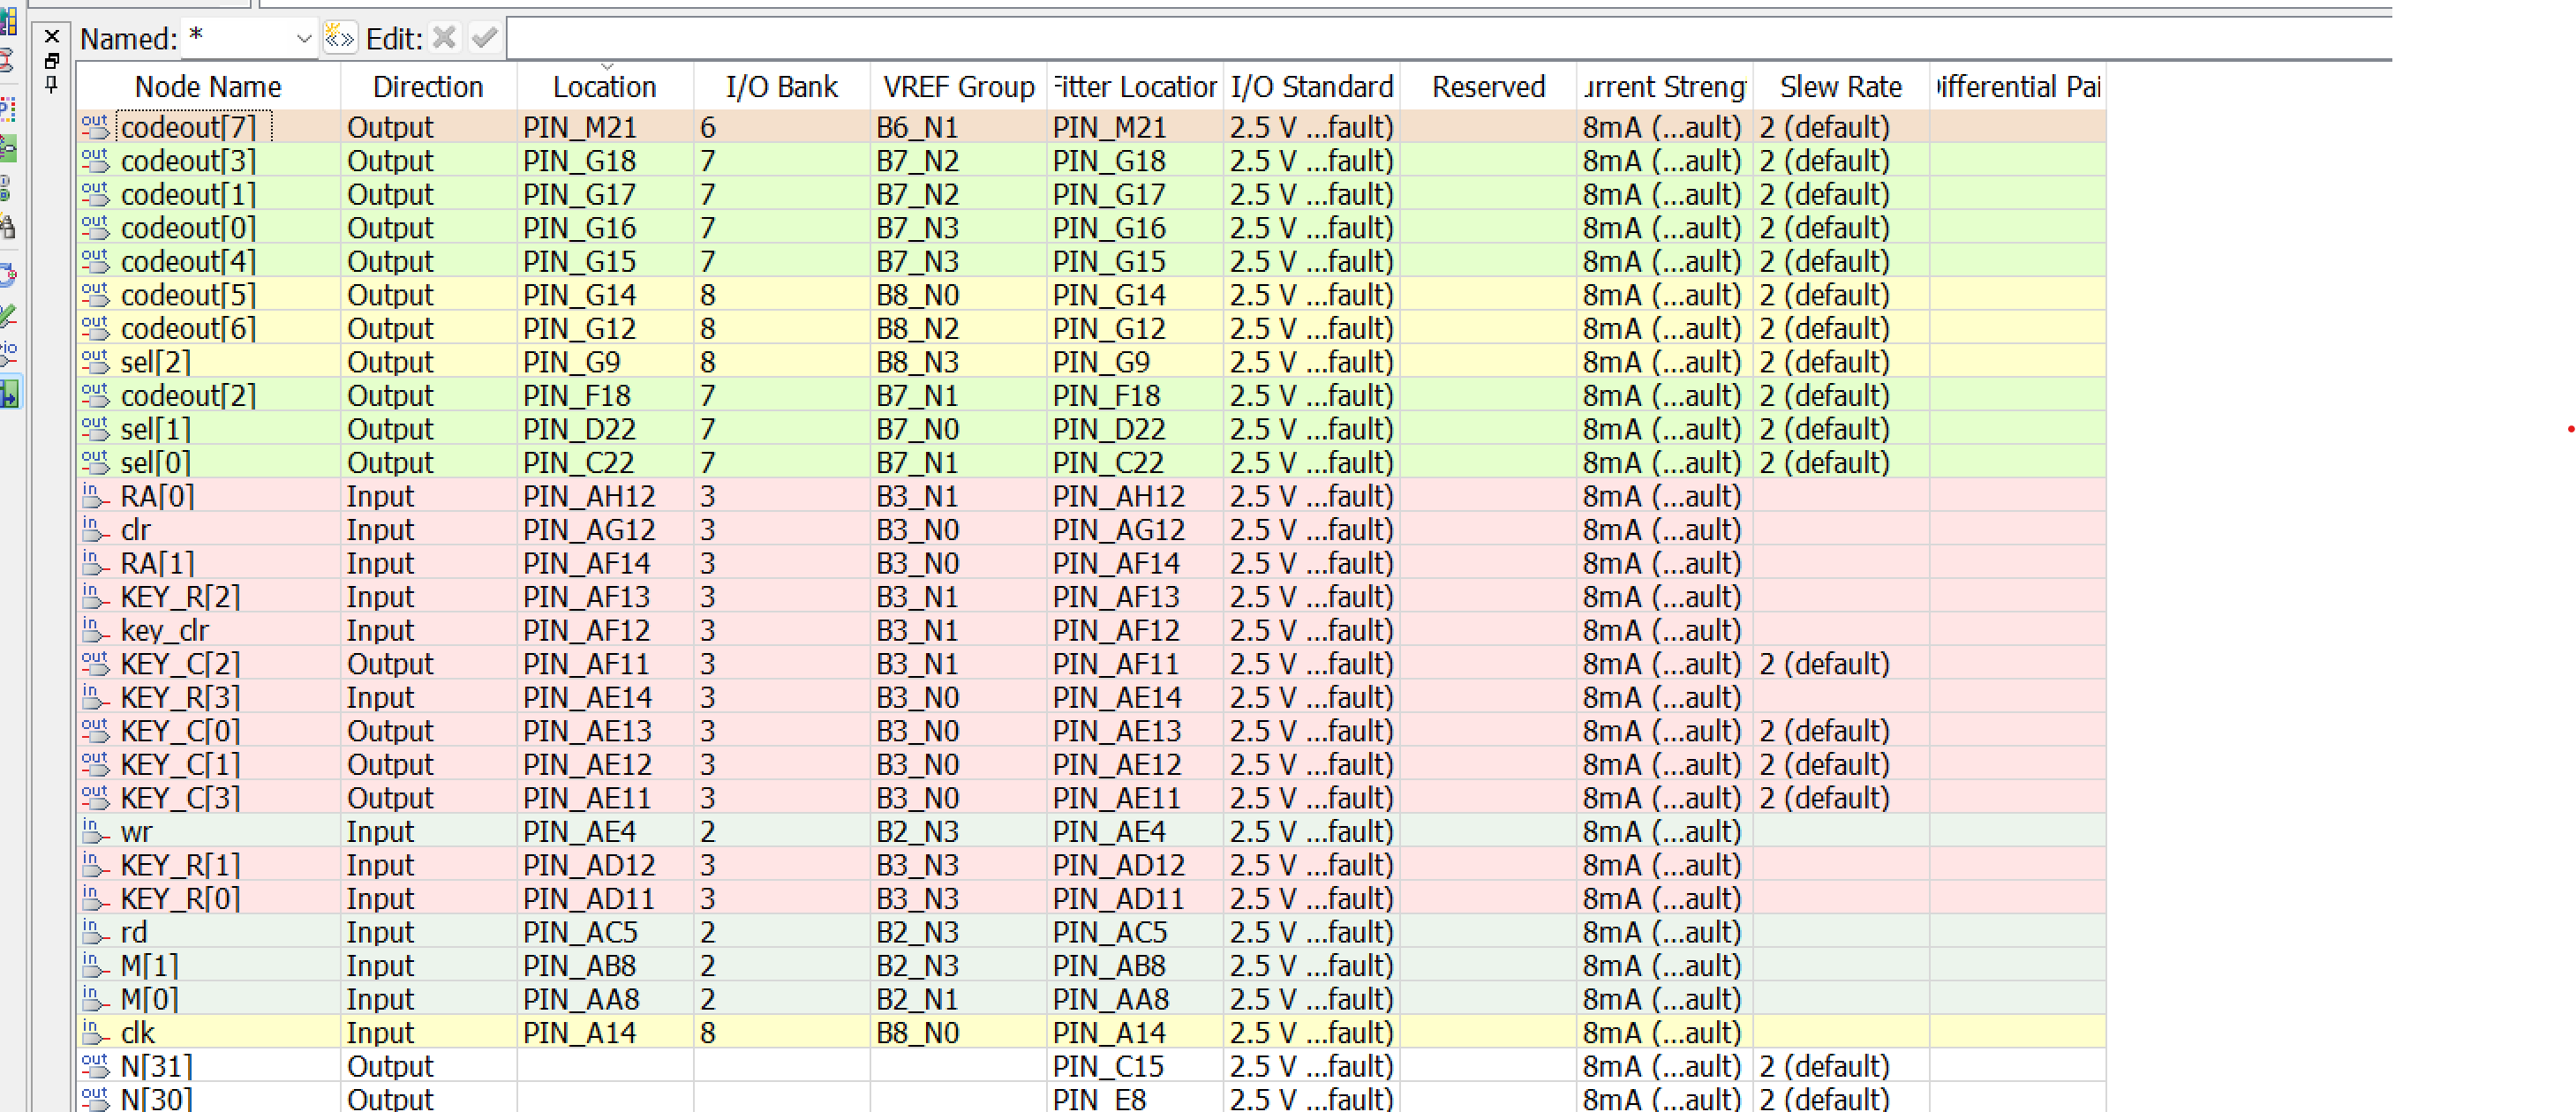 Named: * Edit:
Node Name Direction Location I/O Bank VREF Group Fitter Location I/O Standard Reserved urrent Streng Slew Rate ifferential Pai
out codeout[7] Output PIN_M21 6 B6_N1 PIN_M21 2.5 V ...fault) 8mA (...ault) 2 (default)
out codeout[3] Output PIN_G18 7 B7_N2 PIN_G18 2.5 V ...fault) 8mA (...ault) 2 (default)
out codeout[1] Output PIN_G17 7 B7_N2 PIN_G17 2.5 V ...fault) 8mA (...ault) 2 (default)
out codeout[0] Output PIN_G16 7 B7_N3 PIN_G16 2.5 V ...fault) 8mA (...ault) 2 (default)
out codeout[4] Output PIN_G15 7 B7_N3 PIN_G15 2.5 V ...fault) 8mA (...ault) 2 (default)
out codeout[5] Output PIN_G14 8 B8_N0 PIN_G14 2.5 V ...fault) 8mA (...ault) 2 (default)
out codeout[6] Output PIN_G12 8 B8_N2 PIN_G12 2.5 V ...fault) 8mA (...ault) 2 (default)
out sel[2] Output PIN_G9 8 B8_N3 PIN_G9 2.5 V ...fault) 8mA (...ault) 2 (default)
out codeout[2] Output PIN_F18 7 B7_N1 PIN_F18 2.5 V ...fault) 8mA (...ault) 2 (default)
out sel[1] Output PIN_D22 7 B7_N0 PIN_D22 2.5 V ...fault) 8mA (...ault) 2 (default)
out sel[0] Output PIN_C22 7 B7_N1 PIN_C22 2.5 V ...fault) 8mA (...ault) 2 (default)
in RA[0] Input PIN_AH12 3 B3_N1 PIN_AH12 2.5 V ...fault) 8mA (...ault)
in clr Input PIN_AG12 3 B3_N0 PIN_AG12 2.5 V ...fault) 8mA (...ault)
in RA[1] Input PIN_AF14 3 B3_N0 PIN_AF14 2.5 V ...fault) 8mA (...ault)
in KEY_R[2] Input PIN_AF13 3 B3_N1 PIN_AF13 2.5 V ...fault) 8mA (...ault)
in key_clr Input PIN_AF12 3 B3_N1 PIN_AF12 2.5 V ...fault) 8mA (...ault)
out KEY_C[2] Output PIN_AF11 3 B3_N1 PIN_AF11 2.5 V ...fault) 8mA (...ault) 2 (default)
in KEY_R[3] Input PIN_AE14 3 B3_N0 PIN_AE14 2.5 V ...fault) 8mA (...ault)
out KEY_C[0] Output PIN_AE13 3 B3_N0 PIN_AE13 2.5 V ...fault) 8mA (...ault) 2 (default)
out KEY_C[1] Output PIN_AE12 3 B3_N0 PIN_AE12 2.5 V ...fault) 8mA (...ault) 2 (default)
out KEY_C[3] Output PIN_AE11 3 B3_N0 PIN_AE11 2.5 V ...fault) 8mA (...ault) 2 (default)
in wr Input PIN_AE4 2 B2_N3 PIN_AE4 2.5 V ...fault) 8mA (...ault)
in KEY_R[1] Input PIN_AD12 3 B3_N3 PIN_AD12 2.5 V ...fault) 8mA (...ault)
in KEY_R[0] Input PIN_AD11 3 B3_N3 PIN_AD11 2.5 V ...fault) 8mA (...ault)
in rd Input PIN_AC5 2 B2_N3 PIN_AC5 2.5 V ...fault) 8mA (...ault)
in M[1] Input PIN_AB8 2 B2_N3 PIN_AB8 2.5 V ...fault) 8mA (...ault)
in M[0] Input PIN_AA8 2 B2_N1 PIN_AA8 2.5 V ...fault) 8mA (...ault)
in clk Input PIN_A14 8 B8_N0 PIN_A14 2.5 V ...fault) 8mA (...ault)
out N[31] Output PIN_C15 2.5 V ...fault) 8mA (...ault) 2 (default)
out N[30] Output PIN_E8 2.5 V ...fault) 8mA (...ault) 2 (default)